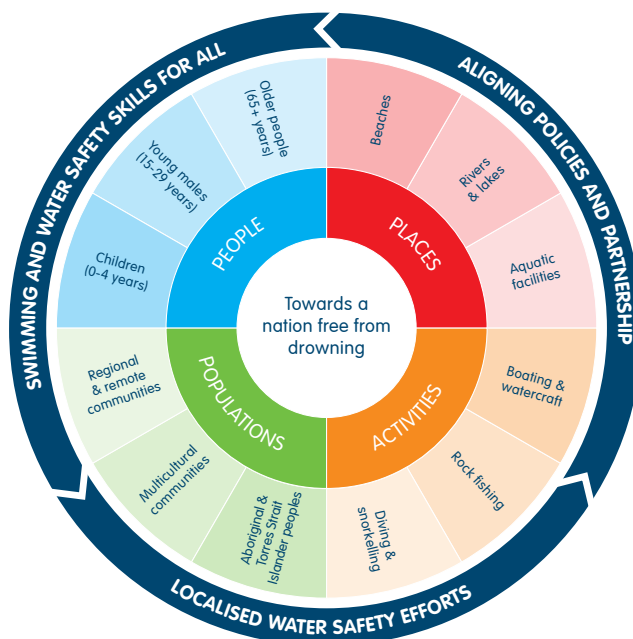 SWIMMING AND WATER SAFETY SKILLS FOR ALL
ALIGNING POLICIES AND PARTNERSHIP
LOCALISED WATER SAFETY EFFORTS
Towards a
nation free from
drowning
PEOPLE
Children
(0-4 years)
Young males
(15-29 years)
Older people
(65+ years)
PLACES
Beaches
Rivers
& lakes
Aquatic
facilities
ACTIVITIES
Boating &
watercraft
Rock fishing
Diving &
snorkelling
POPULATIONS
Aboriginal &
Torres Strait
Islander peoples
Multicultural
communities
Regional
& remote
communities